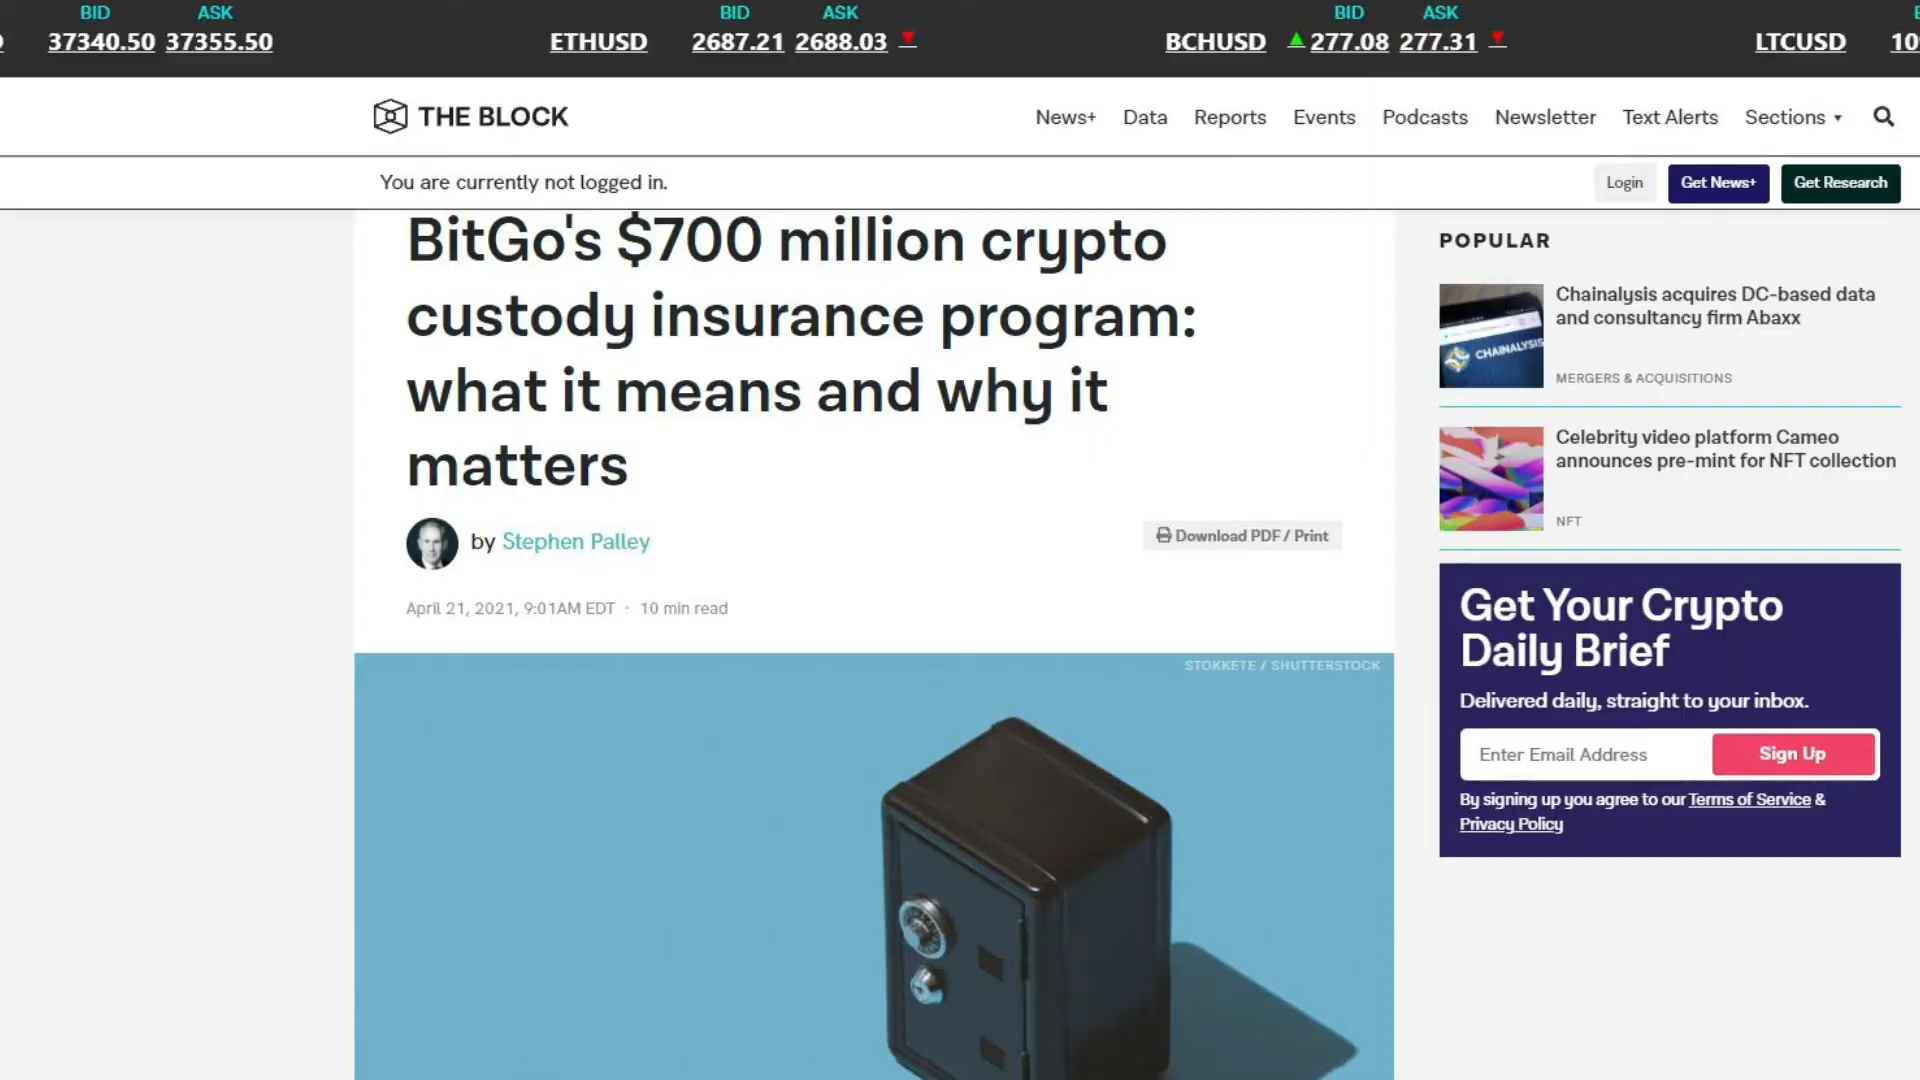 BID ASK BID ASK BID ASK
37340.50 37355.50 ETHUSD 2687.21 2688.03 BCHUSD 277.08 277.31 LTCUSD
THE BLOCK News+ Data Reports Events Podcasts Newsletter Text Alerts Sections
You are currently not logged in. Login Get News+ Get Research
BitGo's $700 million crypto
custody insurance program:
what it means and why it
matters
by Stephen Palley
Download PDF / Print
April 21, 2021, 9:01AM EDT · 10 min read
STOKKETE / SHUTTERSTOCK
POPULAR
Chainalysis acquires DC-based data
and consultancy firm Abaxx
CHAINALYSIS
MERGERS & ACQUISITIONS
Celebrity video platform Cameo
announces pre-mint for NFT collection
NFT
Get Your Crypto
Daily Brief
Delivered daily, straight to your inbox.
Enter Email Address Sign Up
By signing up you agree to our Terms of Service &
Privacy Policy